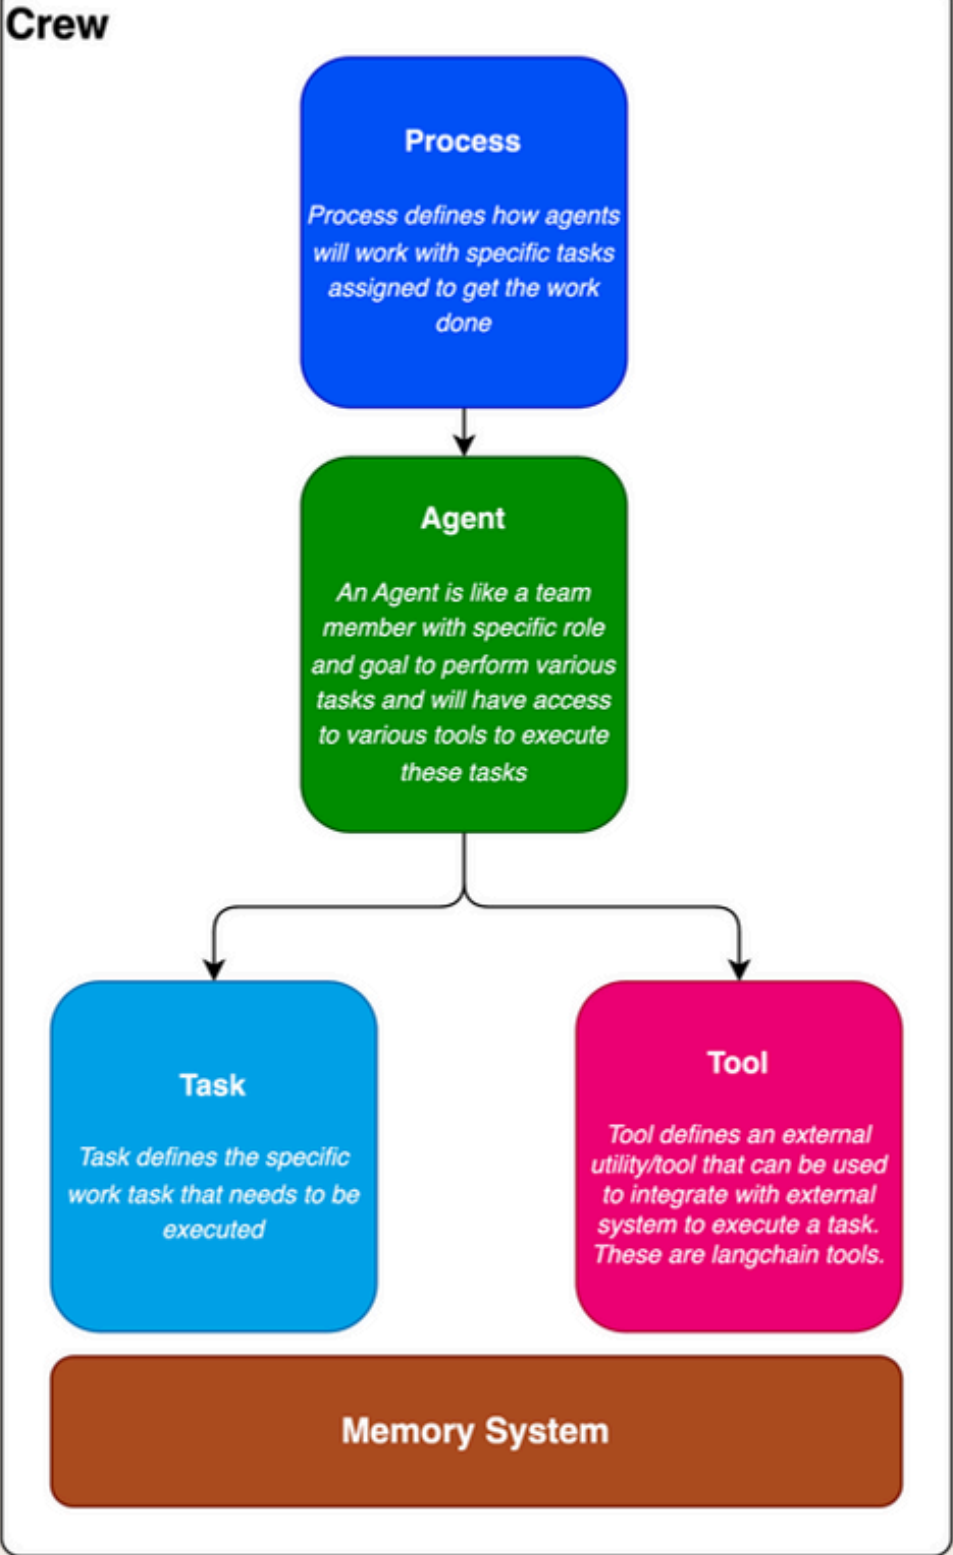 Crew
Process
Process defines how agents
will work with specific tasks
assigned to get the work
done
Agent
An Agent is like a team
member with specific role
and goal to perform various
tasks and will have access
to various tools to execute
these tasks
Task
Task defines the specific
work task that needs to be
executed
Tool
Tool defines an external
utility/tool that can be used
to integrate with external
system to execute a task.
These are langchain tools.
Memory System